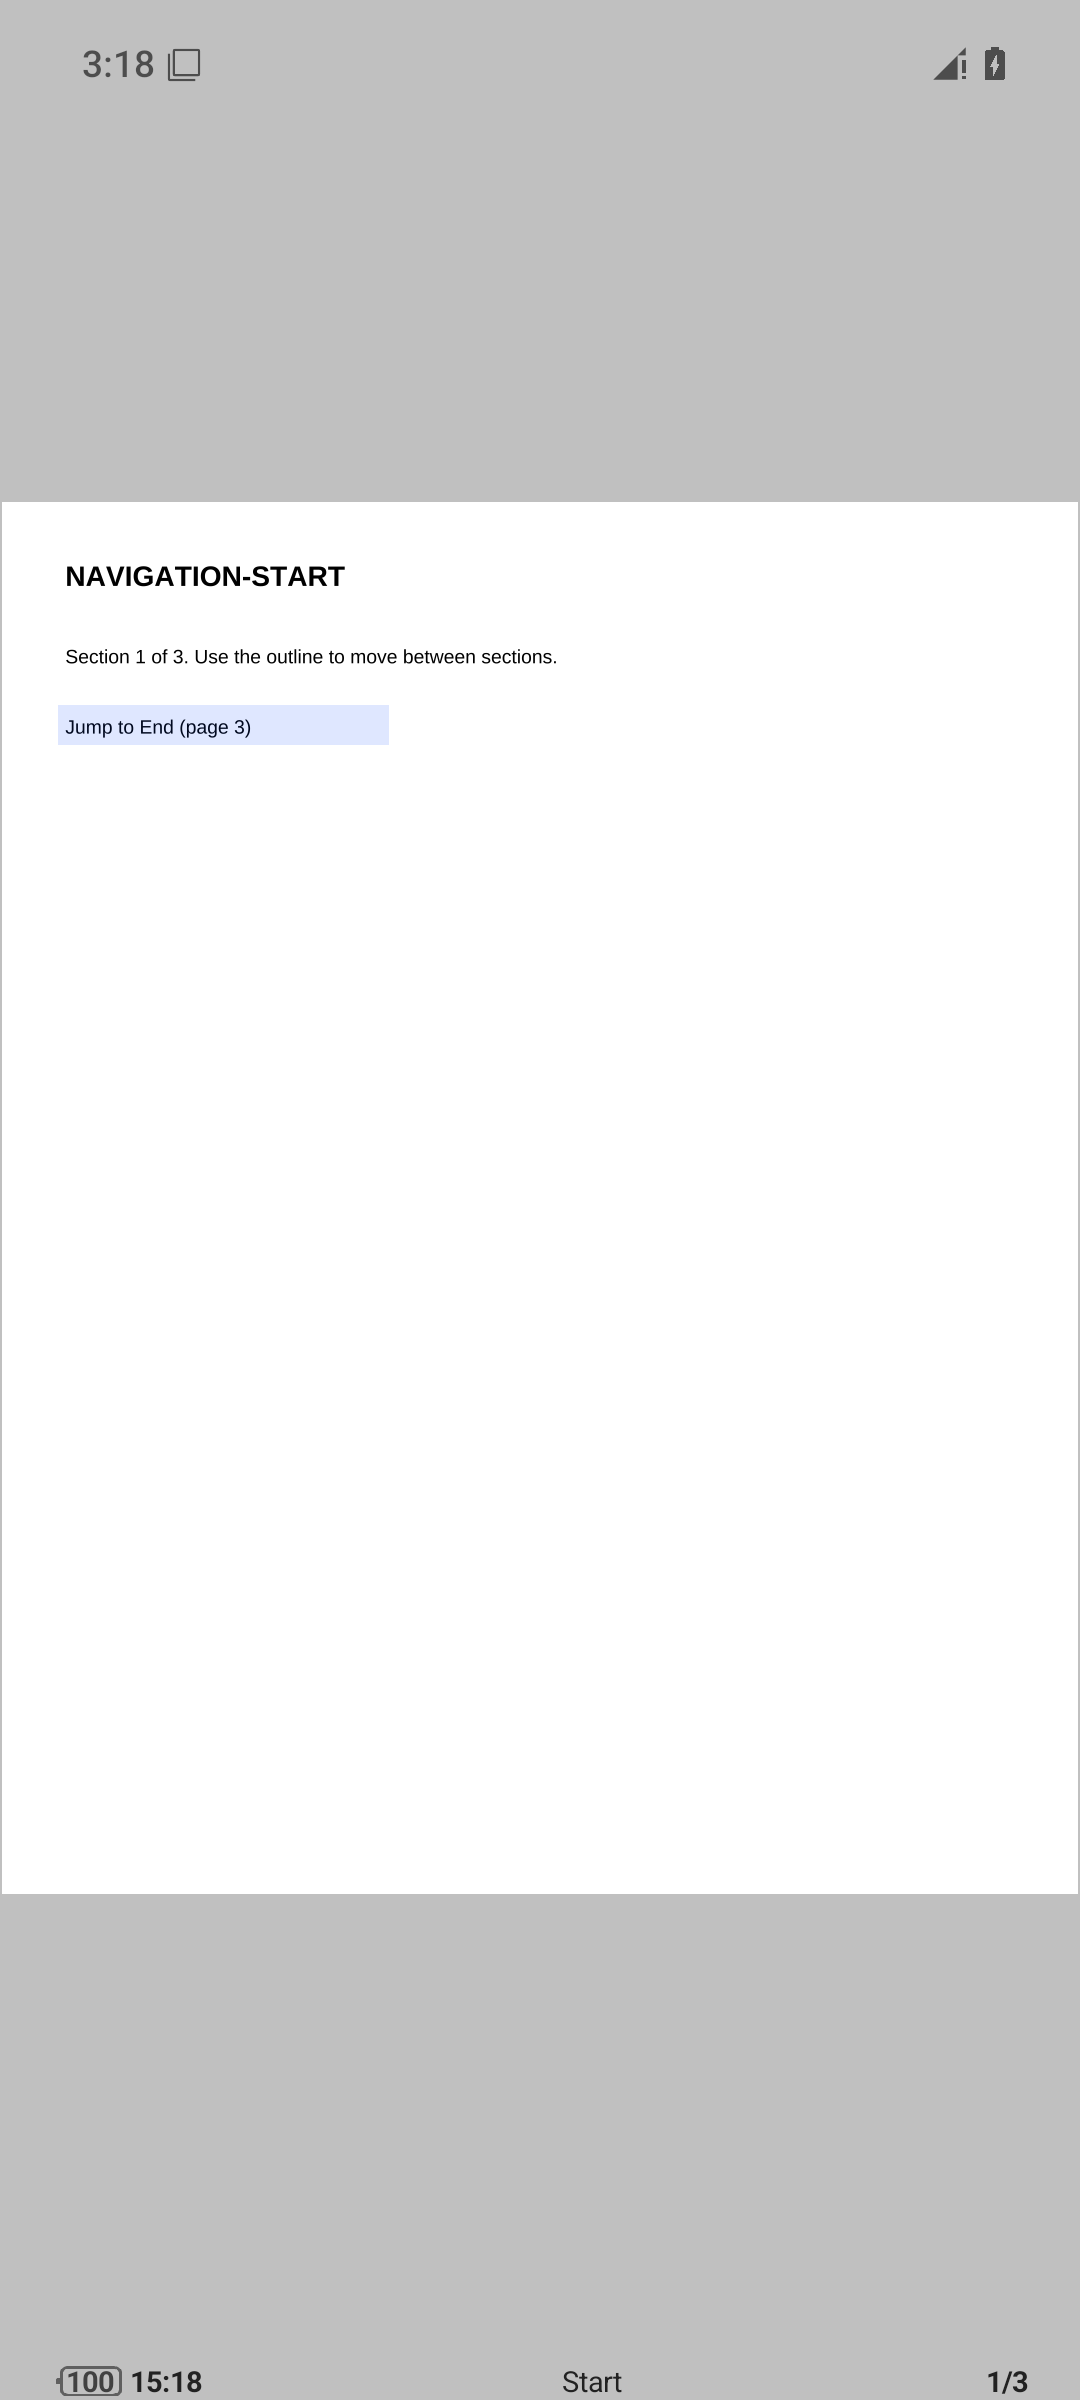 3:18
NAVIGATION-START
Section 1 of 3. Use the outline to move between sections.
Jump to End (page 3)
100 15:18 Start 1/3